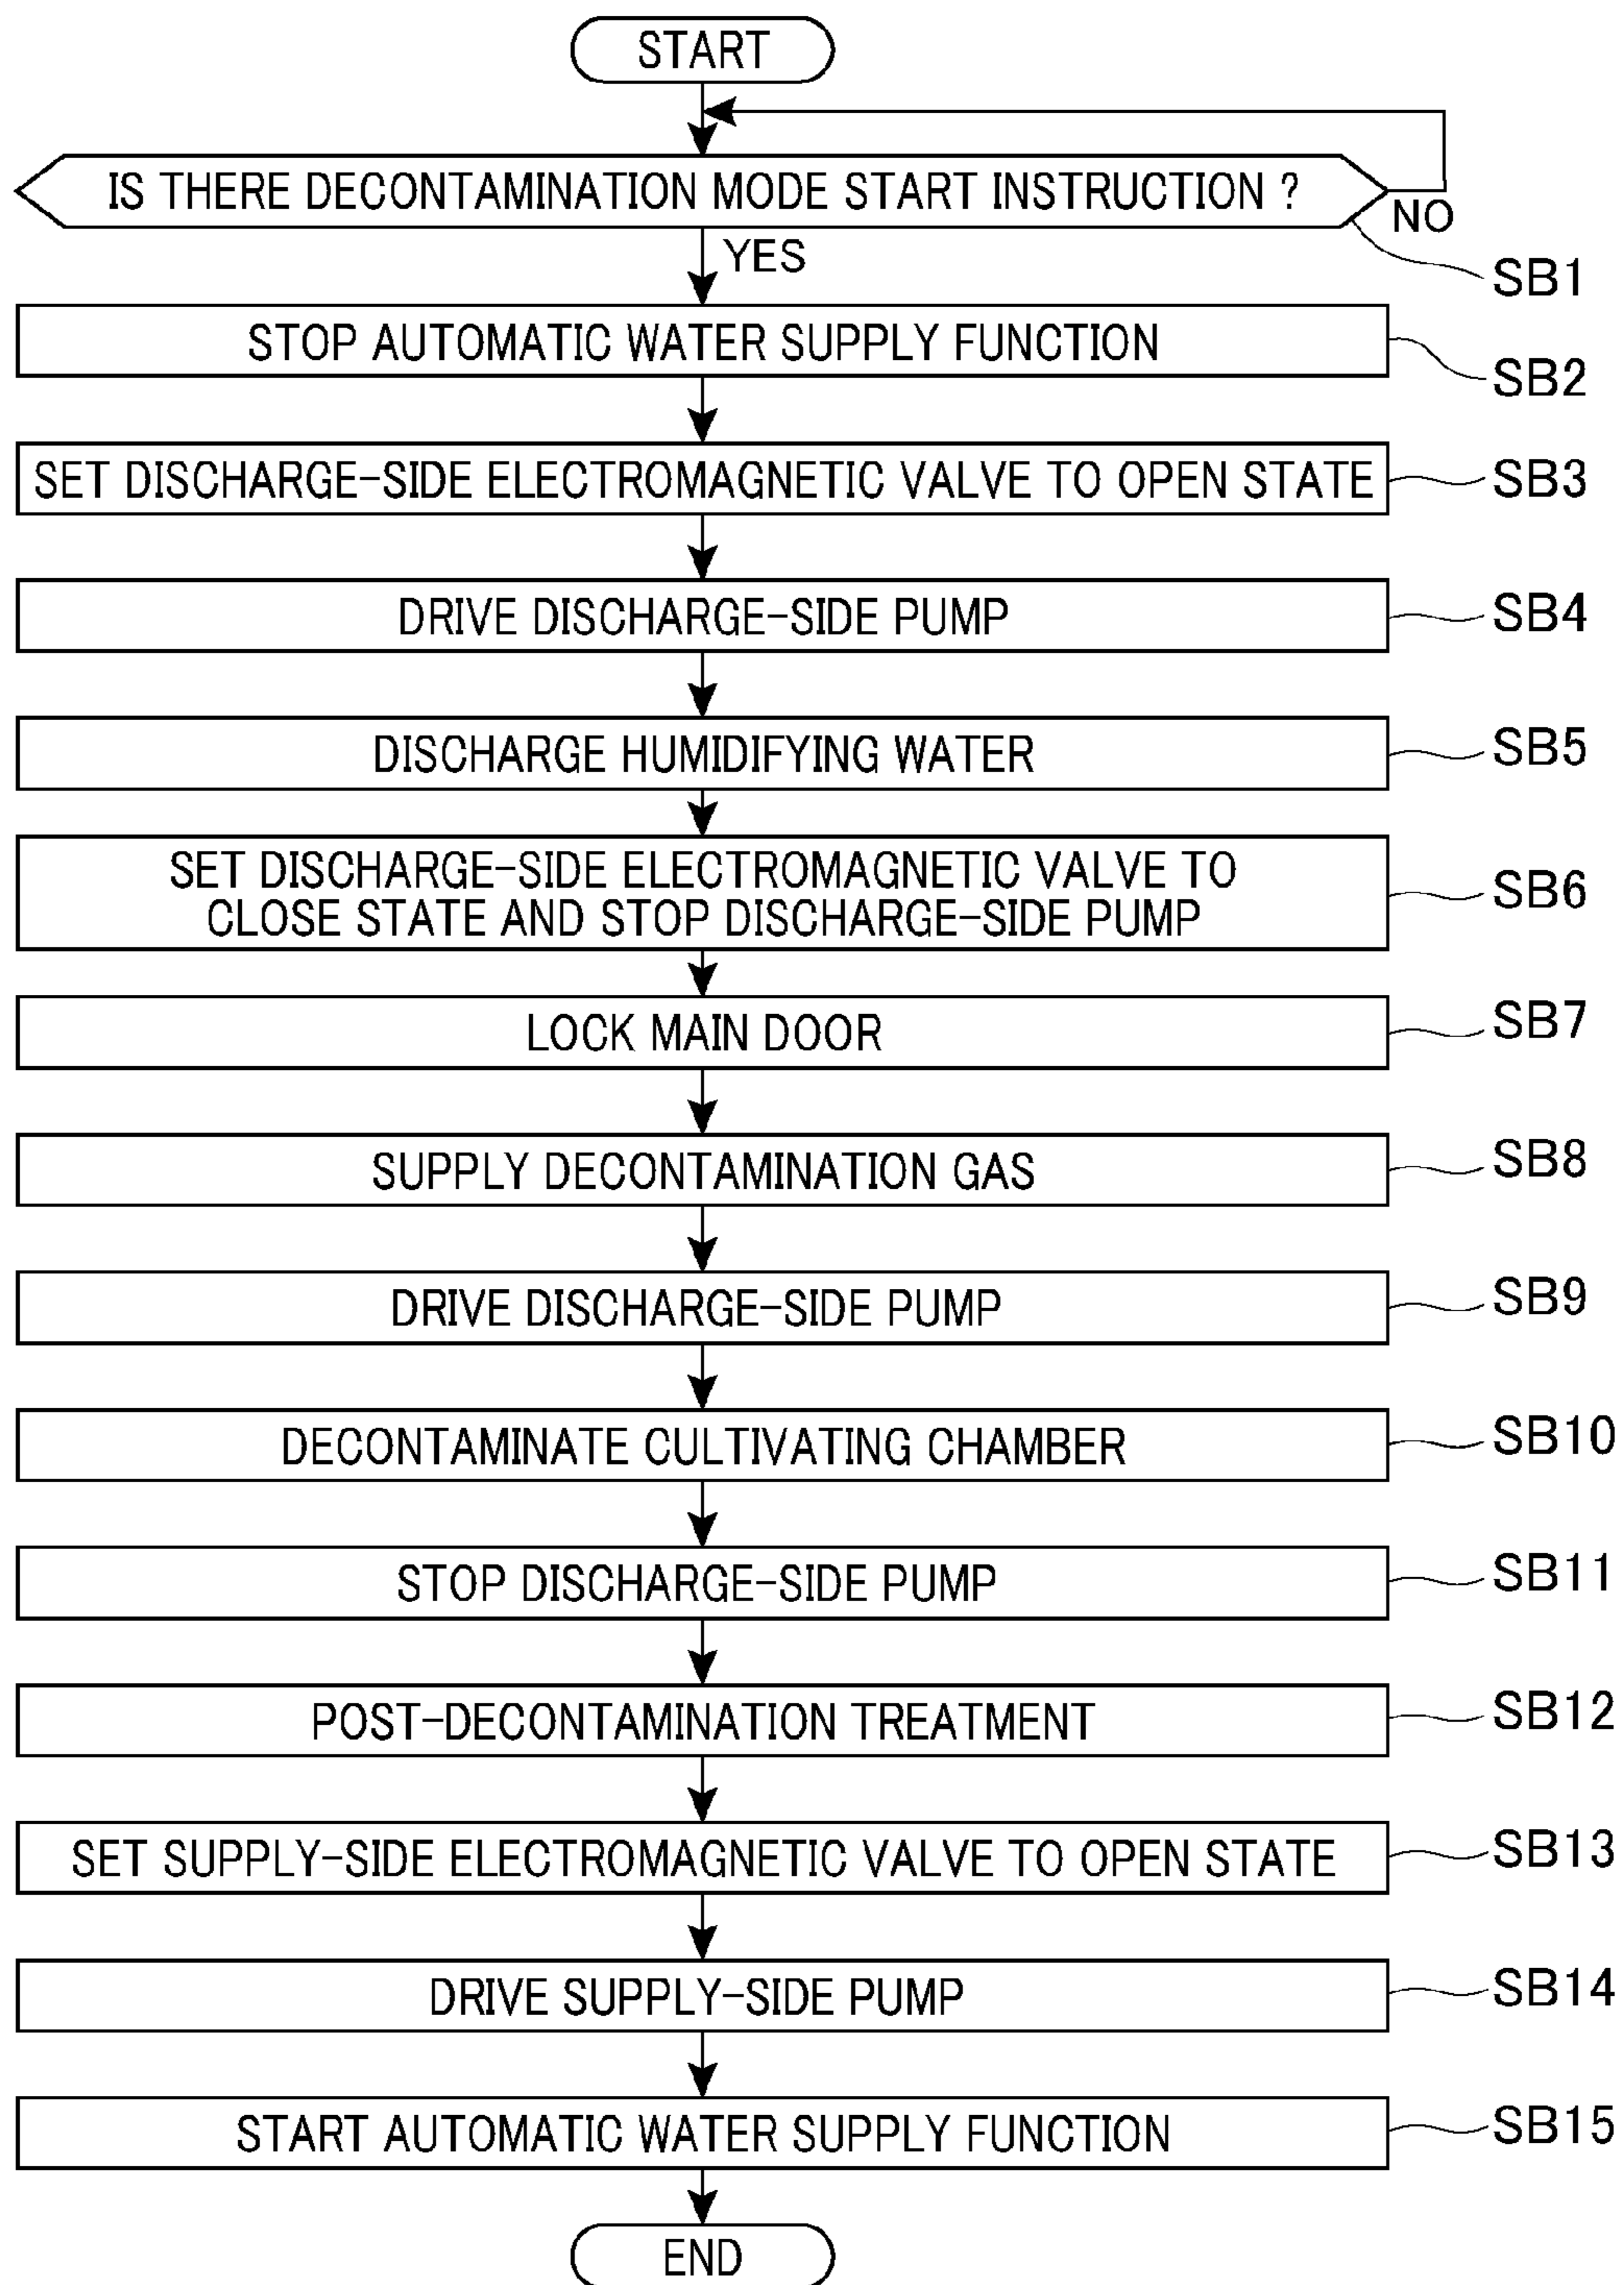 START
IS THERE DECONTAMINATION MODE START INSTRUCTION ?
NO
YES
SB1
STOP AUTOMATIC WATER SUPPLY FUNCTION
SB2
SET DISCHARGE-SIDE ELECTROMAGNETIC VALVE TO OPEN STATE
SB3
DRIVE DISCHARGE-SIDE PUMP
SB4
DISCHARGE HUMIDIFYING WATER
SB5
SET DISCHARGE-SIDE ELECTROMAGNETIC VALVE TO
CLOSE STATE AND STOP DISCHARGE-SIDE PUMP
SB6
LOCK MAIN DOOR
SB7
SUPPLY DECONTAMINATION GAS
SB8
DRIVE DISCHARGE-SIDE PUMP
SB9
DECONTAMINATE CULTIVATING CHAMBER
SB10
STOP DISCHARGE-SIDE PUMP
SB11
POST-DECONTAMINATION TREATMENT
SB12
SET SUPPLY-SIDE ELECTROMAGNETIC VALVE TO OPEN STATE
SB13
DRIVE SUPPLY-SIDE PUMP
SB14
START AUTOMATIC WATER SUPPLY FUNCTION
SB15
END